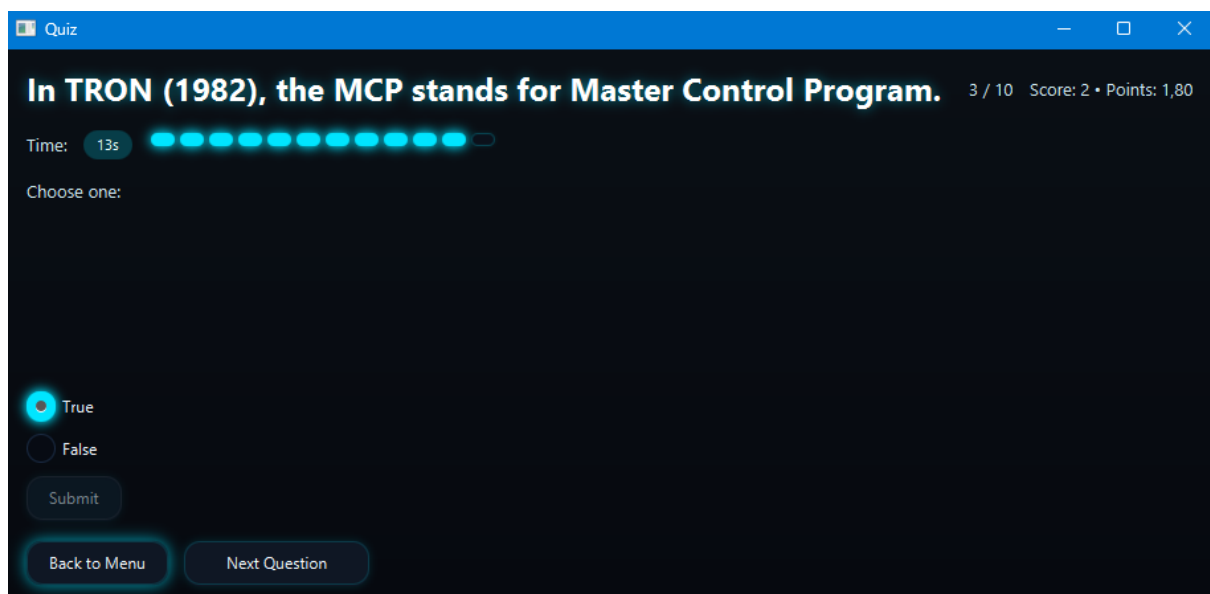 Quiz
In TRON (1982), the MCP stands for Master Control Program. 3 / 10 Score: 2 • Points: 1,80
Time: 13s
Choose one:
True
False
Submit
Back to Menu Next Question